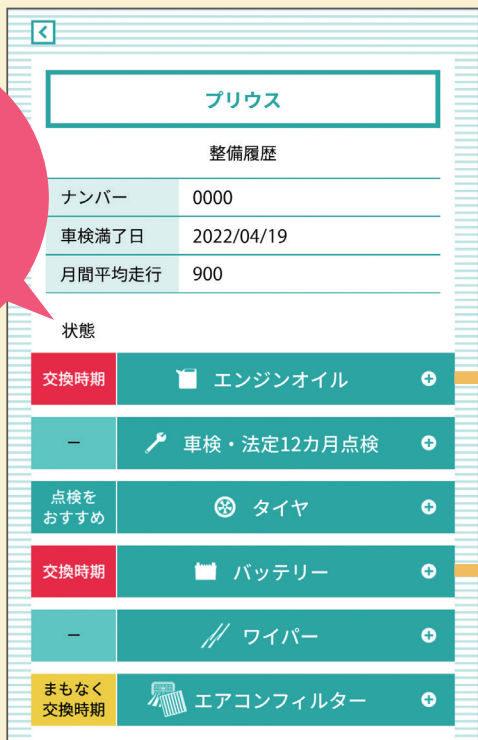 プリウス
整備履歴
ナンバー 0000
車検満了日 2022/04/19
月間平均走行 900
状態
交換時期 エンジンオイル
− 車検・法定12カ月点検
点検を
おすすめ タイヤ
交換時期 バッテリー
− ワイパー
まもなく
交換時期 エアコンフィルター